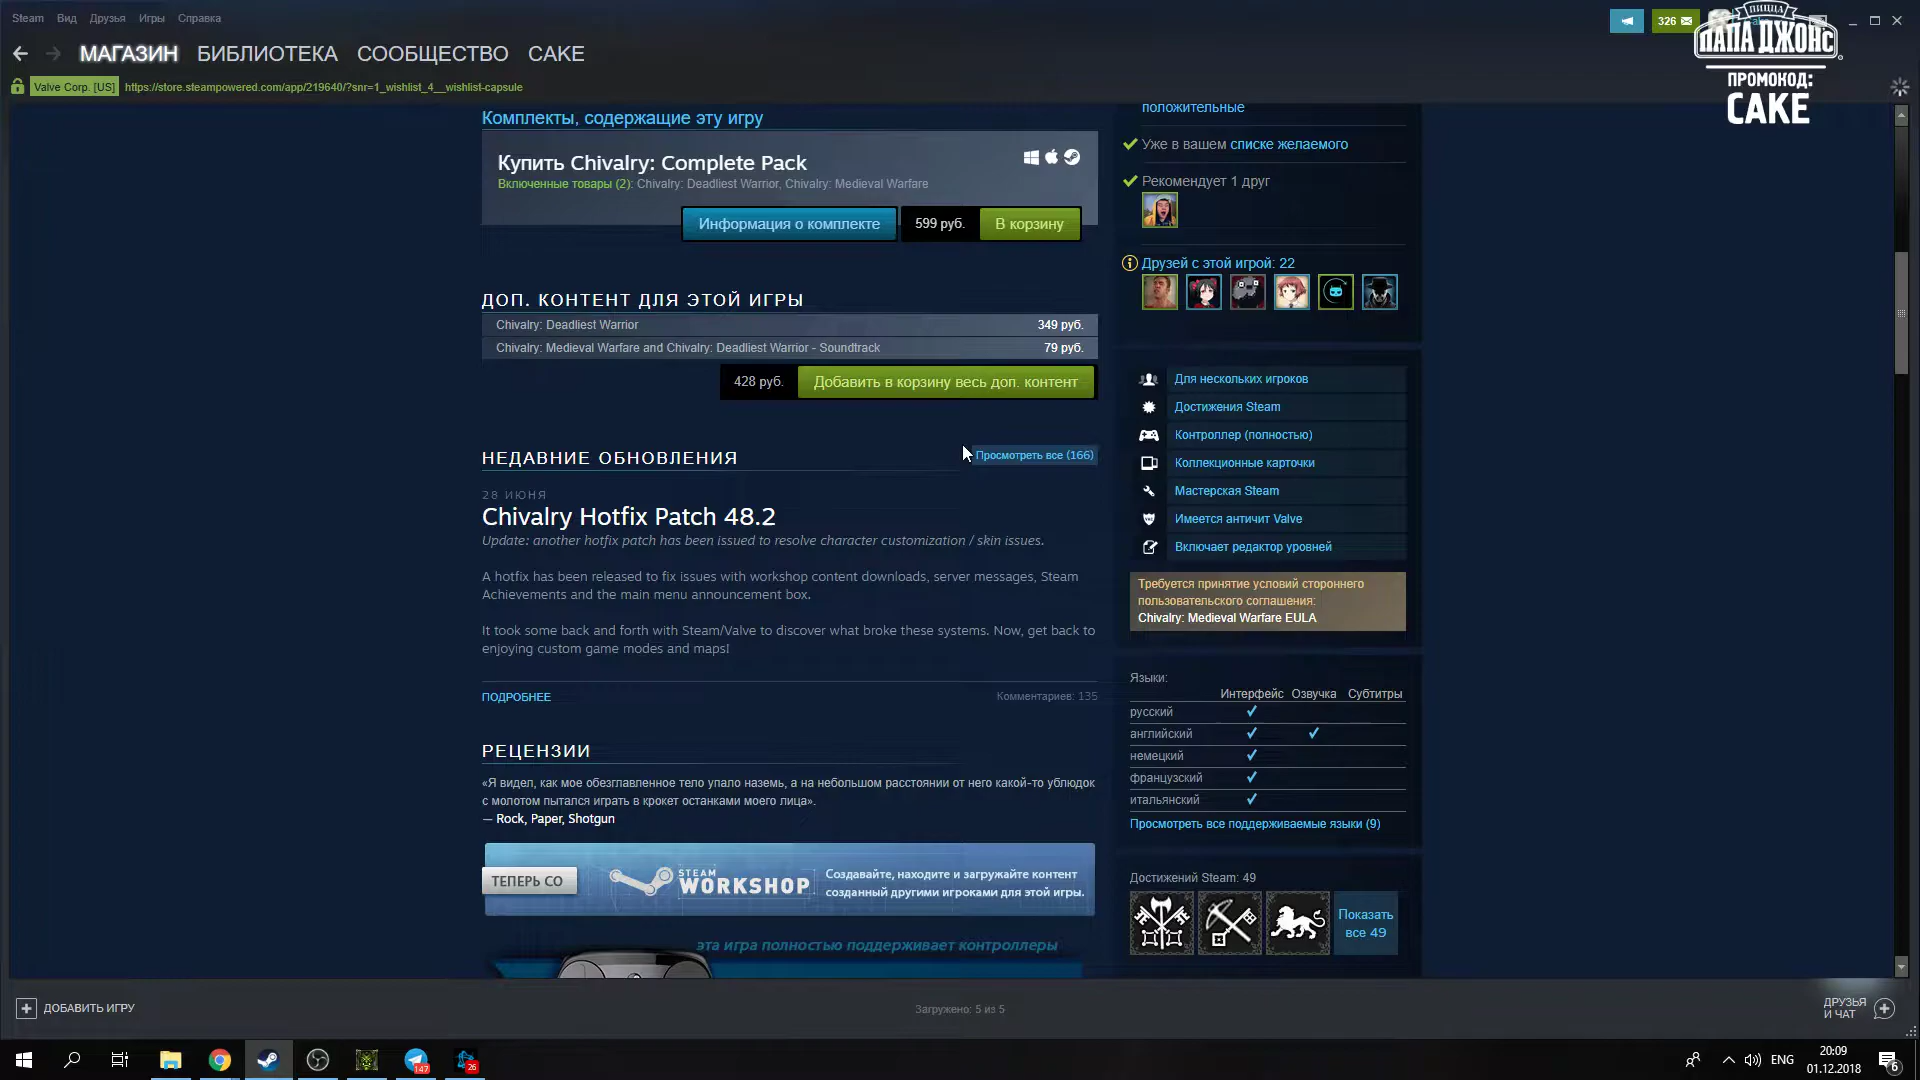 Steam Вид Друзья Игры Справка
326
МАГАЗИН БИБЛИОТЕКА СООБЩЕСТВО CAKE
ПИЦЦА
ПАПА ДЖОНС
ПРОМОКОД:
CAKE
Valve Corp. [US] https://store.steampowered.com/app/219640/?snr=1_wishlist_4__wishlist-capsule
Комплекты, содержащие эту игру
Купить Chivalry: Complete Pack
Включенные товары (2): Chivalry: Deadliest Warrior, Chivalry: Medieval Warfare
Информация о комплекте 599 руб. В корзину
ДОП. КОНТЕНТ ДЛЯ ЭТОЙ ИГРЫ
Chivalry: Deadliest Warrior 349 руб.
Chivalry: Medieval Warfare and Chivalry: Deadliest Warrior - Soundtrack 79 руб.
428 руб. Добавить в корзину весь доп. контент
НЕДАВНИЕ ОБНОВЛЕНИЯ Просмотреть все (166)
28 ИЮНЯ
Chivalry Hotfix Patch 48.2
Update: another hotfix patch has been issued to resolve character customization / skin issues.
A hotfix has been released to fix issues with workshop content downloads, server messages, Steam
Achievements and the main menu announcement box.
It took some back and forth with Steam/Valve to discover what broke these systems. Now, get back to
enjoying custom game modes and maps!
ПОДРОБНЕЕ Комментариев: 135
РЕЦЕНЗИИ
«Я видел, как мое обезглавленное тело упало наземь, а на небольшом расстоянии от него какой-то ублюдок
с молотом пытался играть в крокет останками моего лица».
— Rock, Paper, Shotgun
ТЕПЕРЬ СО
STEAM
WORKSHOP
Создавайте, находите и загружайте контент
созданный другими игроками для этой игры.
эта игра полностью поддерживает контроллеры
положительные
Уже в вашем списке желаемого
Рекомендует 1 друг
Друзей с этой игрой: 22
Для нескольких игроков
Достижения Steam
Контроллер (полностью)
Коллекционные карточки
Мастерская Steam
Имеется античит Valve
Включает редактор уровней
Требуется принятие условий стороннего
пользовательского соглашения:
Chivalry: Medieval Warfare EULA
Языки:
Интерфейс Озвучка Субтитры
русский
английский
немецкий
французский
итальянский
Просмотреть все поддерживаемые языки (9)
Достижений Steam: 49
Показать
все 49
ДОБАВИТЬ ИГРУ
Загружено: 5 из 5
ДРУЗЬЯ
И ЧАТ
147
26
ENG
20:09
01.12.2018
6